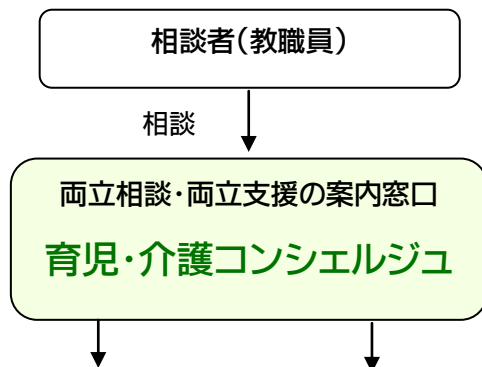 相談者(教職員)
相談
両立相談・両立支援の案内窓口
育児・介護コンシェルジュ